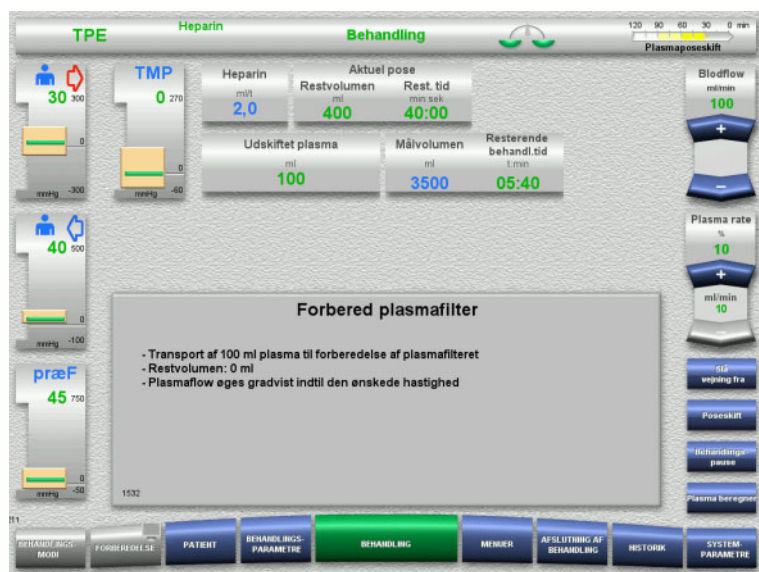 TPE
Heparin
Behandling
120 90 60 30 0 min
Plasmaposeskift
30 300
0
mmHg -300
TMP
0 270
0
mmHg -60
Heparin
ml/t
2,0
Aktuel pose
Restvolumen
ml
400
Rest. tid
min:sek
40:00
Udskiftet plasma
ml
100
Målvolumen
ml
3500
Resterende
behandl.tid
t:min
05:40
Blodflow
ml/min
100
+
–
40 500
0
mmHg -100
Plasma rate
%
10
+
ml/min
10
præF
45 750
0
mmHg -50
Forbered plasmafilter
- Transport af 100 ml plasma til forberedelse af plasmafilteret
- Restvolumen: 0 ml
- Plasmaflow øges gradvist indtil den ønskede hastighed
1532
Slå
vejning fra
Poseskift
Behandlings-
pause
Plasma beregner
211
BEHANDLINGS-
MODI
FORBEREDELSE
PATIENT
BEHANDLINGS-
PARAMETRE
BEHANDLING
MENUER
AFSLUTNING AF
BEHANDLING
HISTORIK
SYSTEM-
PARAMETRE